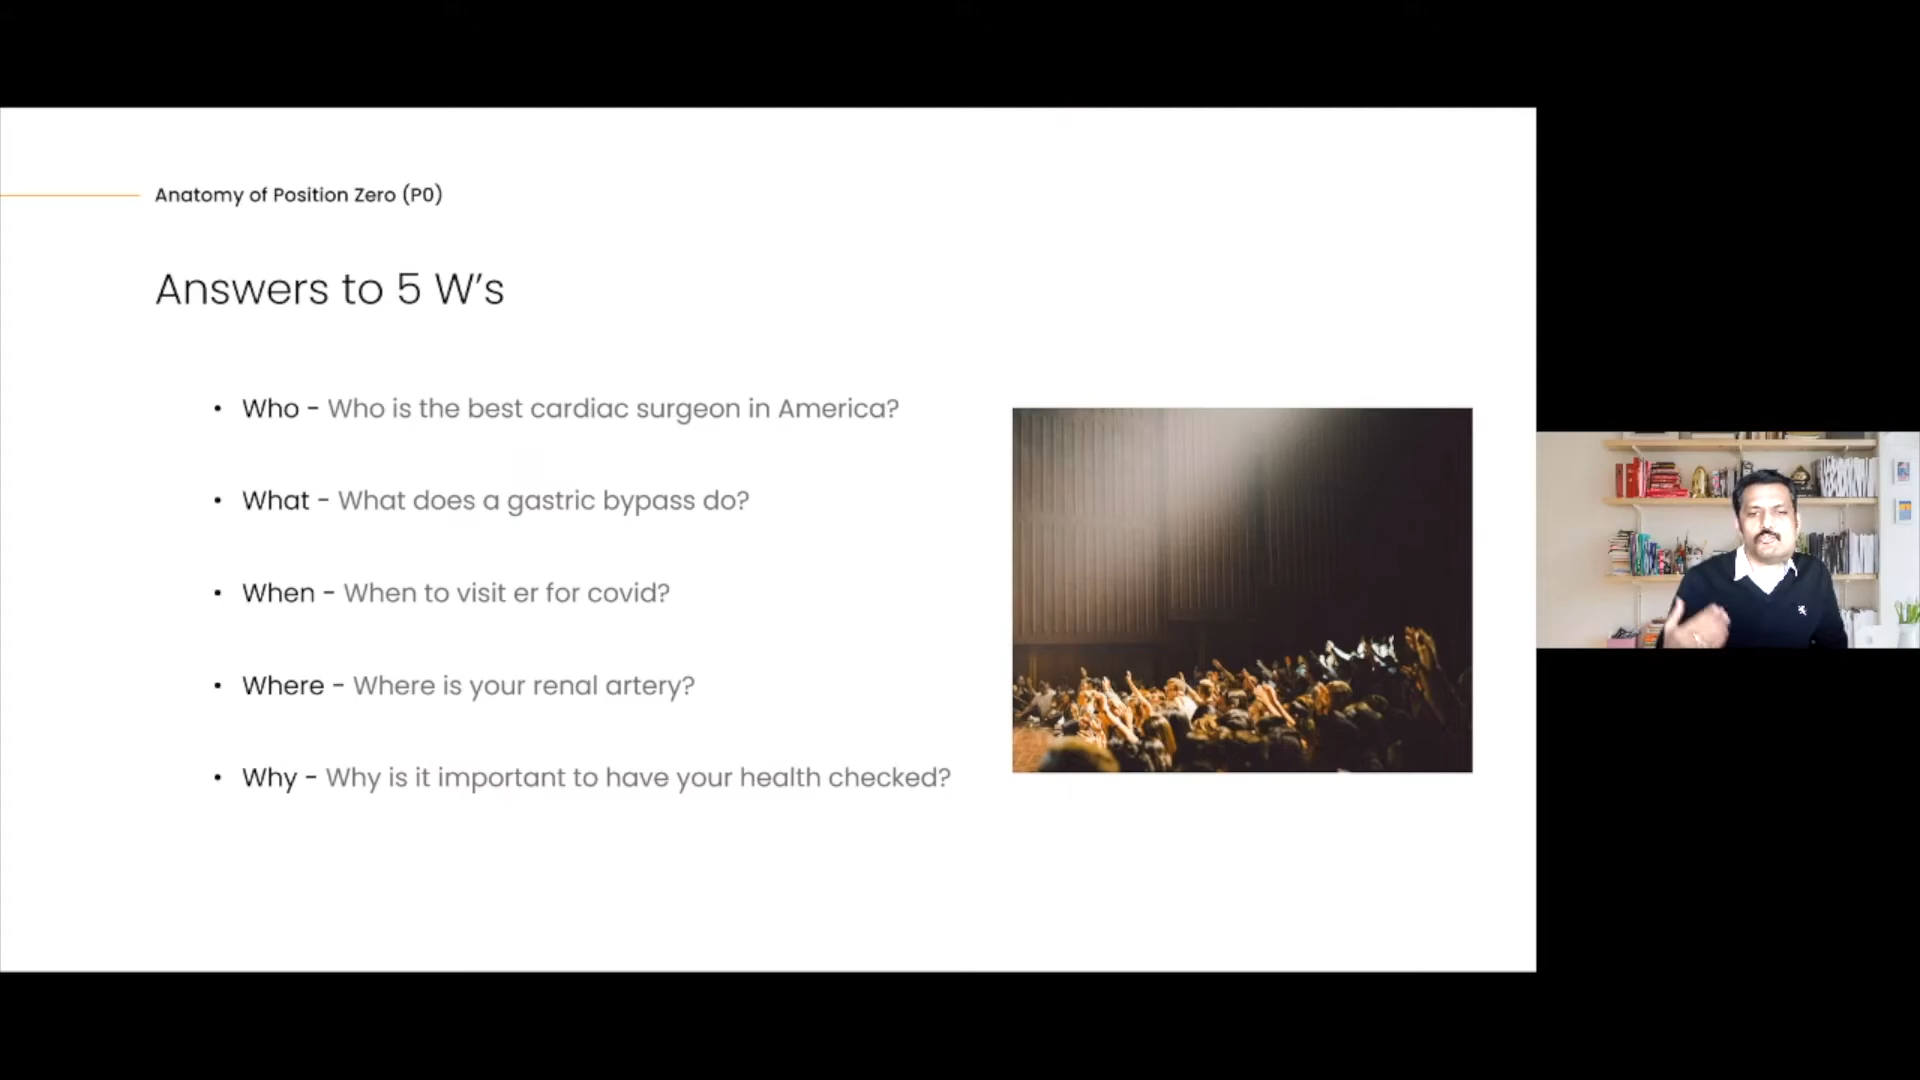 Anatomy of Position Zero (P0)
Answers to 5 W's
• Who - Who is the best cardiac surgeon in America?
• What - What does a gastric bypass do?
• When - When to visit er for covid?
• Where - Where is your renal artery?
• Why - Why is it important to have your health checked?